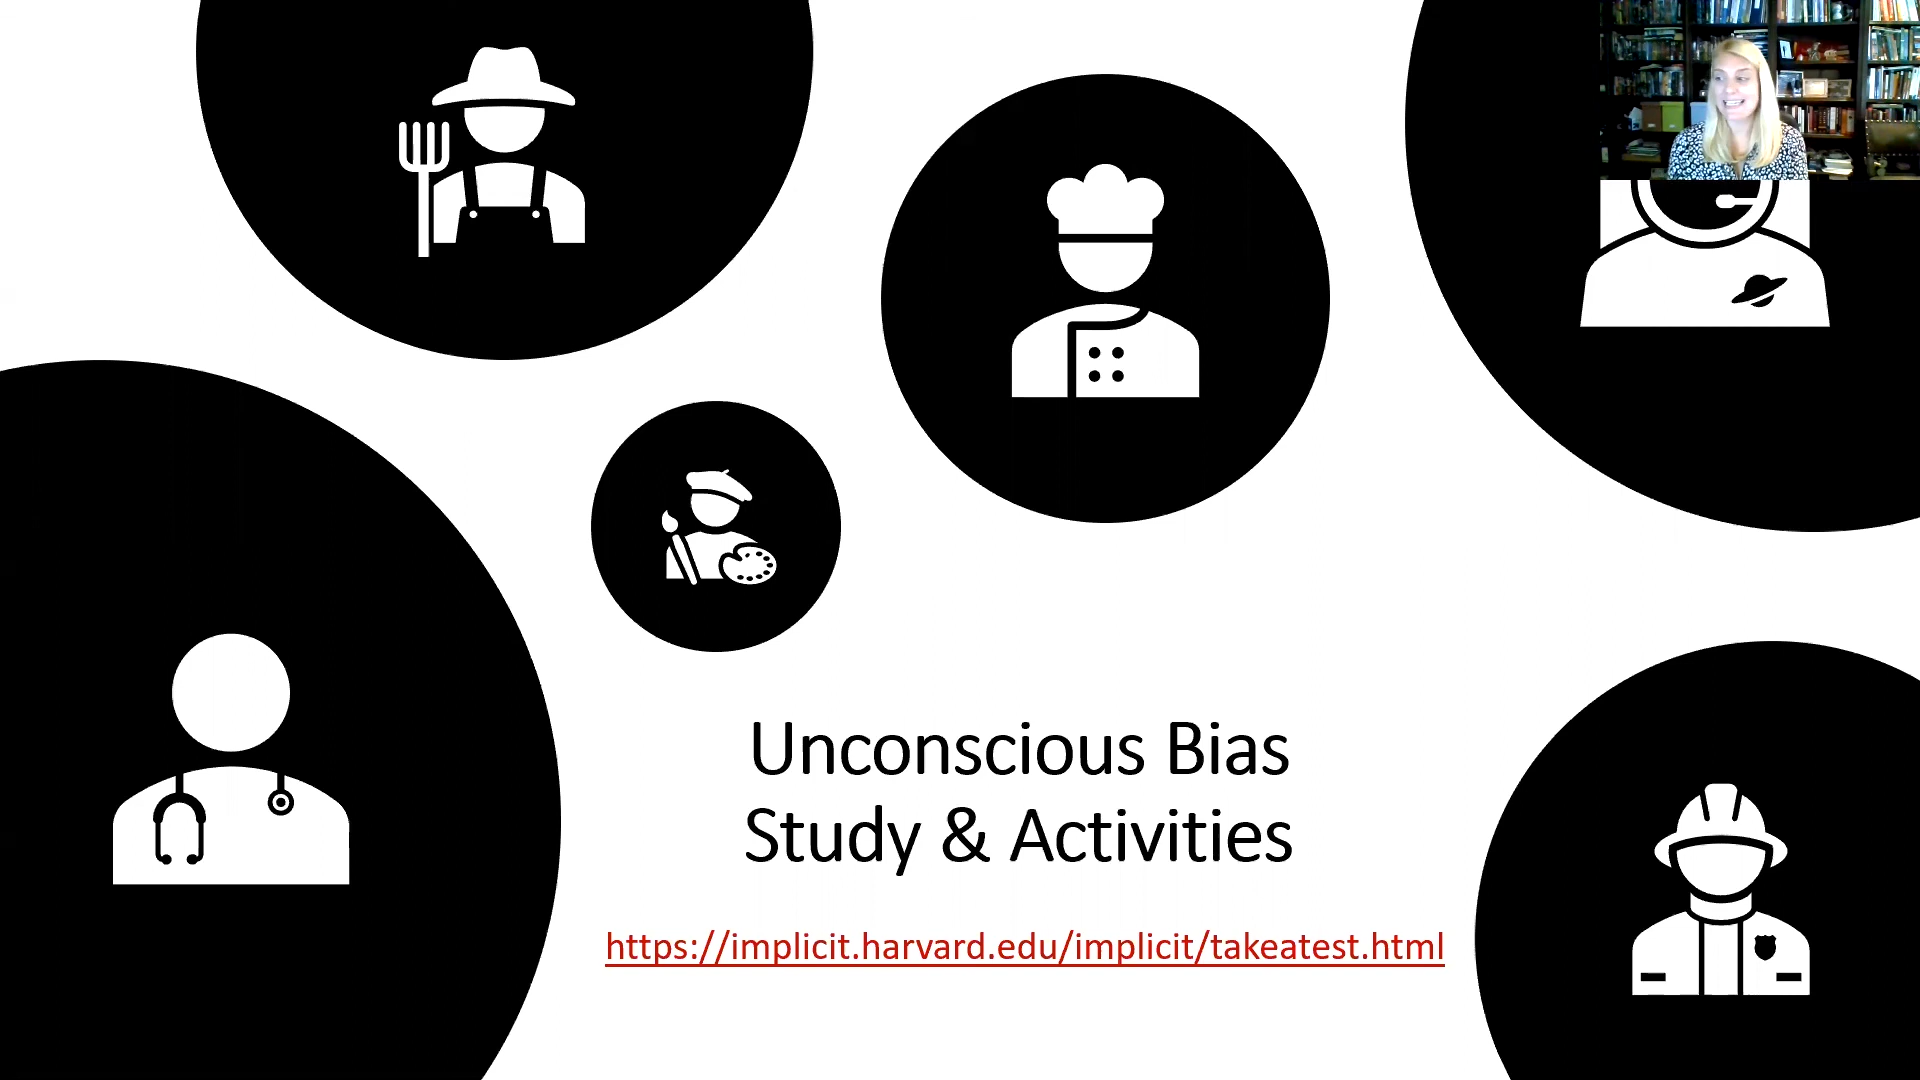 Unconscious Bias
Study & Activities
https://implicit.harvard.edu/implicit/takeatest.html